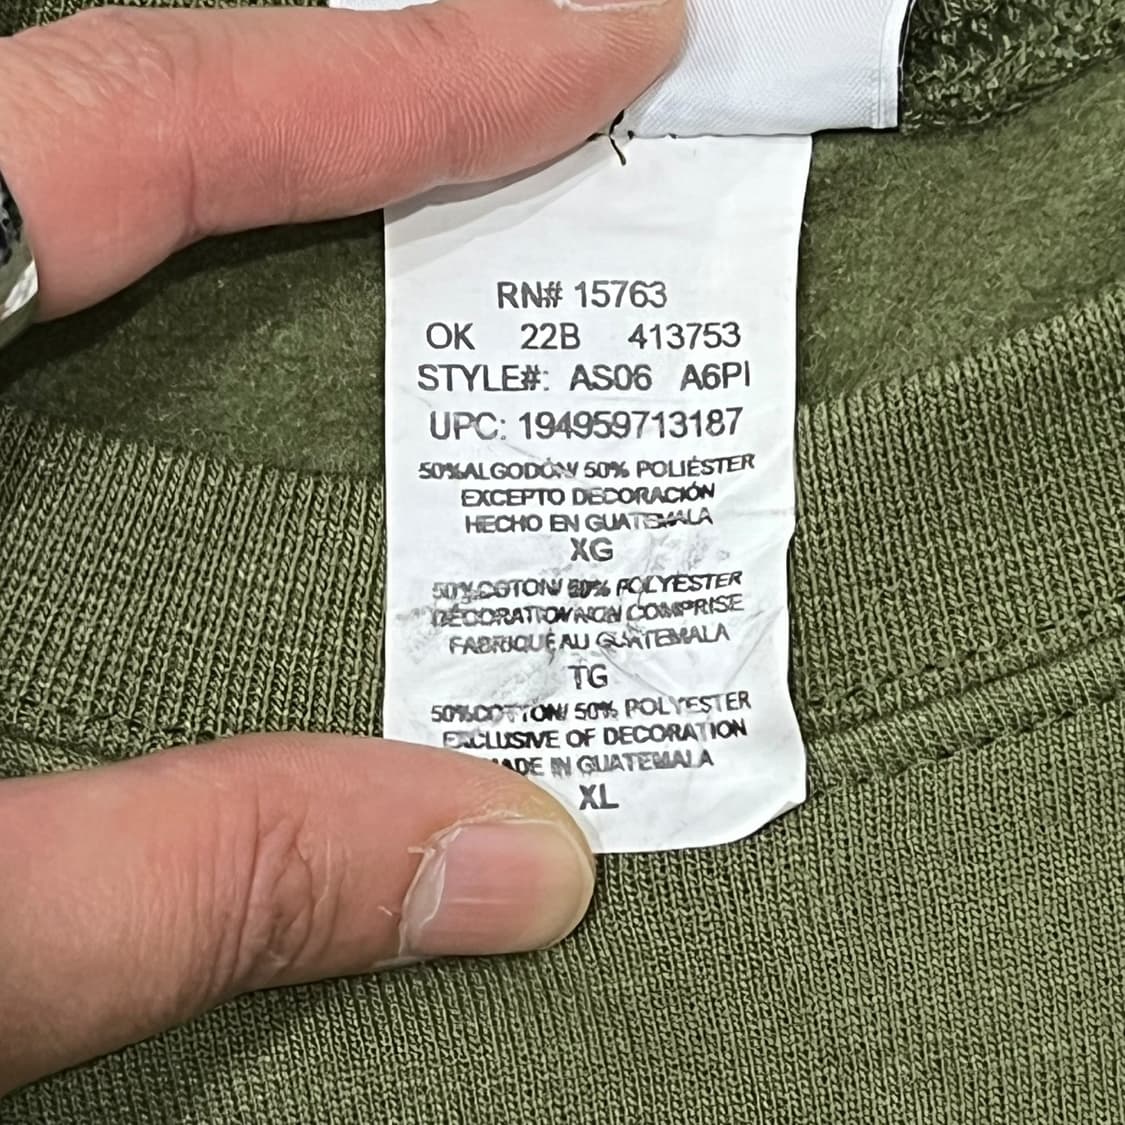 RN# 15763
OK 22B 413753
STYLE#: AS06 A6PI
UPC: 194959713187
50%ALGODÓN/ 50% POLIÉSTER
EXCEPTO DECORACIÓN
HECHO EN GUATEMALA
XG
50%COTON/ 50% POLYESTER
DÉCORATION NON COMPRISE
FABRIQUÉ AU GUATEMALA
TG
50%COTTON/ 50% POLYESTER
EXCLUSIVE OF DECORATION
MADE IN GUATEMALA
XL